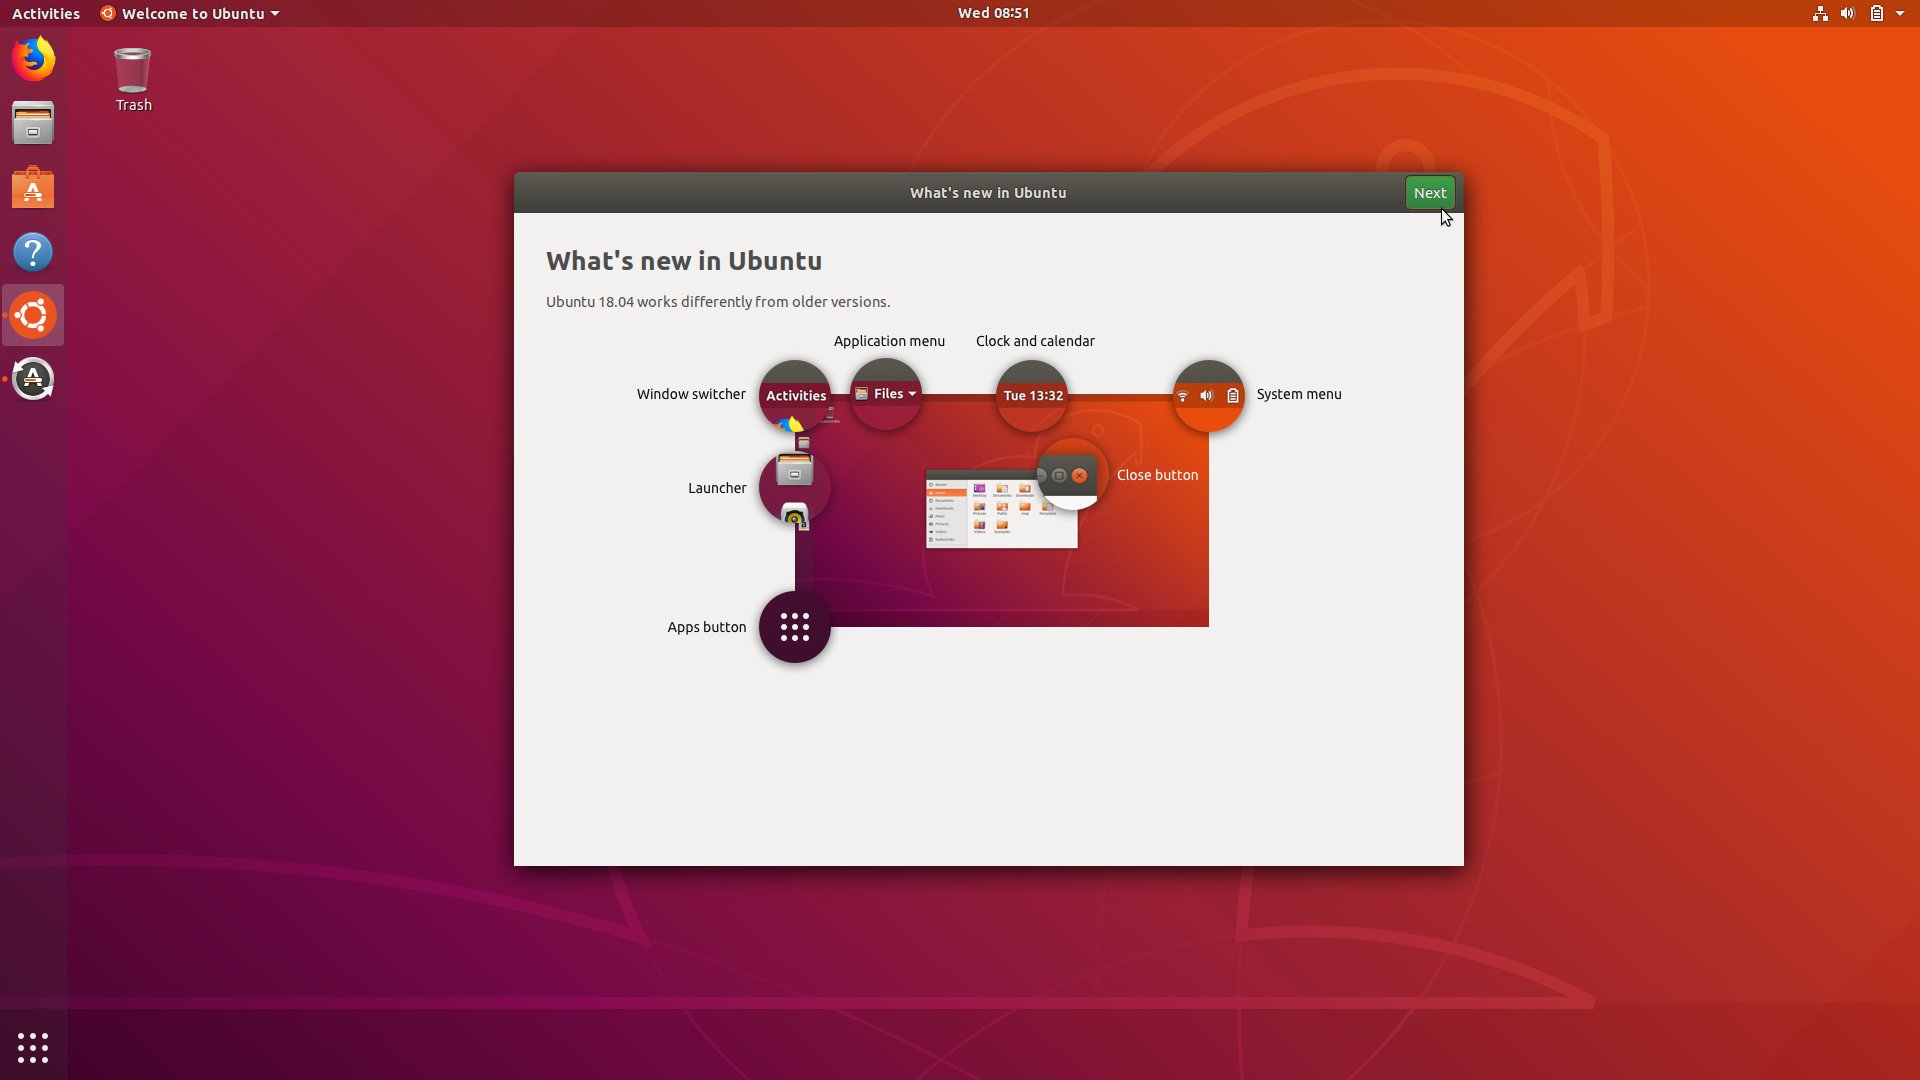 Activities
Welcome to Ubuntu
Wed 08:51
Trash
What's new in Ubuntu
Next
What's new in Ubuntu
Ubuntu 18.04 works differently from older versions.
Application menu
Clock and calendar
Window switcher
Activities
Files
Tue 13:32
System menu
Launcher
Close button
Apps button